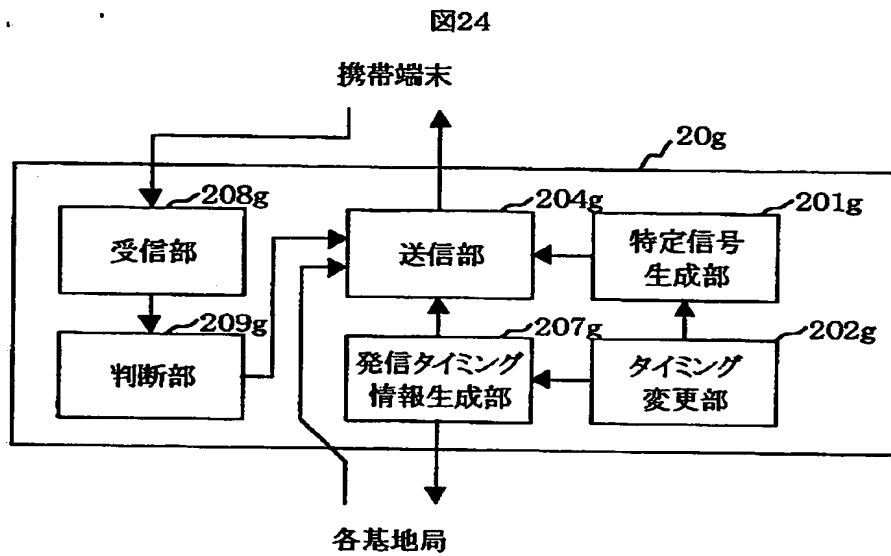 図24
携帯端末
20g
208g
受信部
204g
送信部
201g
特定信号
生成部
209g
判断部
207g
発信タイミング
情報生成部
202g
タイミング
変更部
各基地局